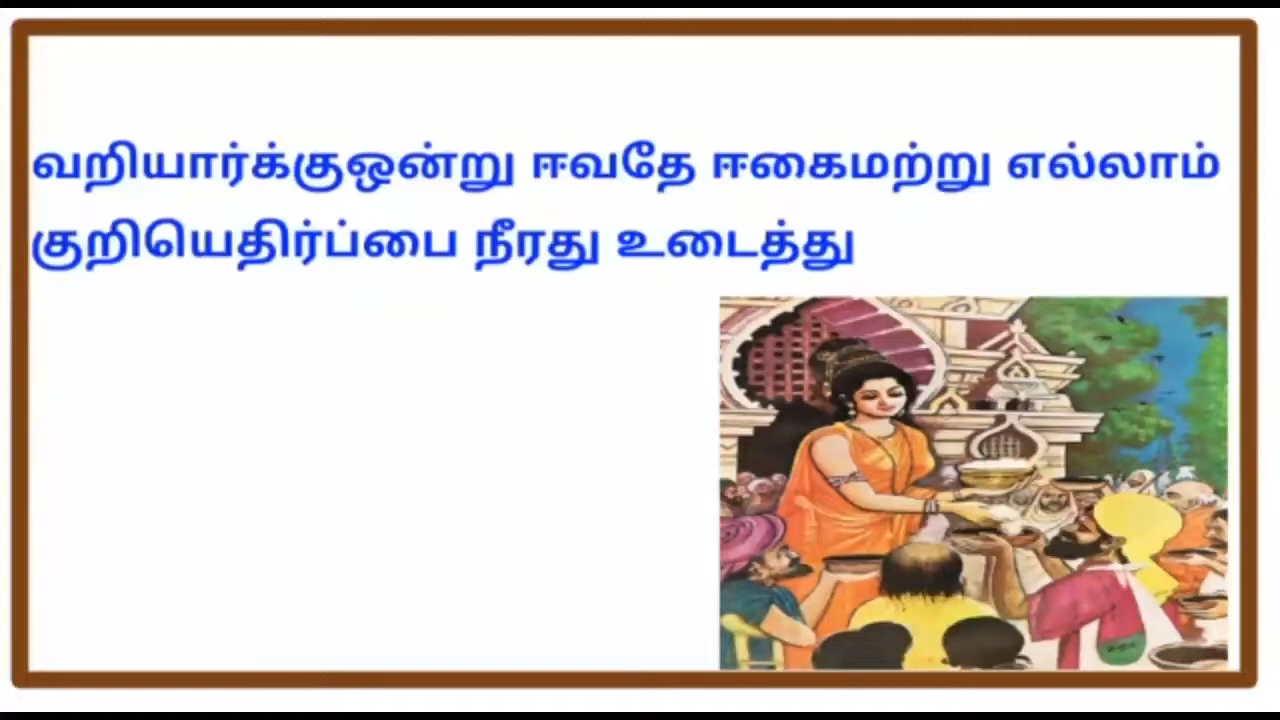 வறியார்க்குஒன்று ஈவதே ஈகைமற்று எல்லாம்
குறியெதிர்ப்பை நீரது உடைத்து